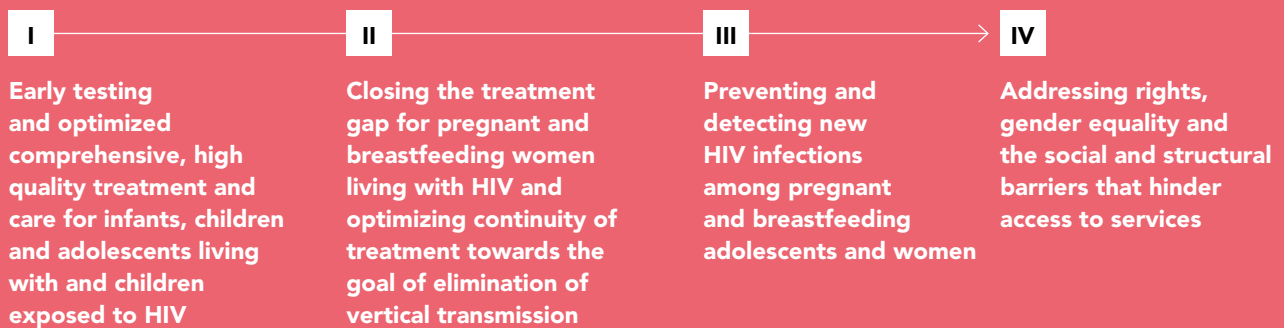 I
Early testing
and optimized
comprehensive, high
quality treatment and
care for infants, children
and adolescents living
with and children
exposed to HIV
II
Closing the treatment
gap for pregnant and
breastfeeding women
living with HIV and
optimizing continuity of
treatment towards the
goal of elimination of
vertical transmission
III
Preventing and
detecting new
HIV infections
among pregnant
and breastfeeding
adolescents and women
IV
Addressing rights,
gender equality and
the social and structural
barriers that hinder
access to services